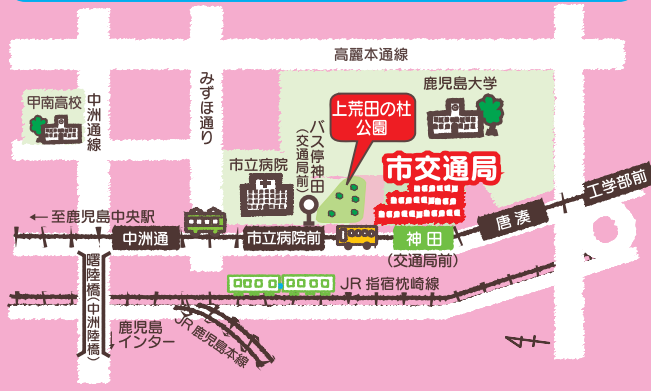 高麗本通線
鹿児島大学
甲南高校
中洲通線
みずほ通り
上荒田の杜
公園
バス停神田
(交通局前)
市立病院
市交通局
工学部前
唐湊
←至鹿児島中央駅
中洲通
市立病院前
神田
(交通局前)
曙陸橋(中洲陸橋)
JR指宿枕崎線
鹿児島
インター
JR鹿児島本線